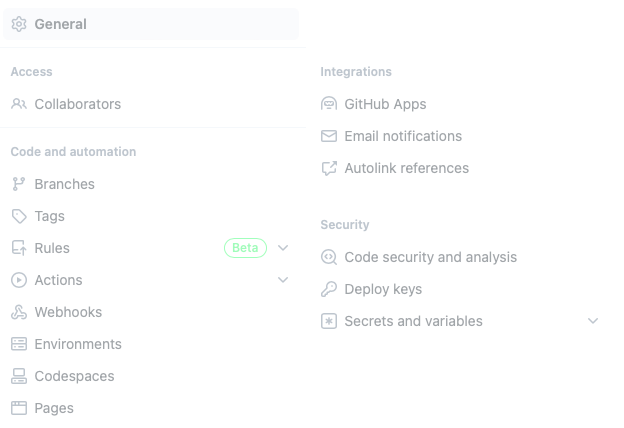 General
Access
Collaborators
Code and automation
Branches
Tags
Rules Beta
Actions
Webhooks
Environments
Codespaces
Pages
Integrations
GitHub Apps
Email notifications
Autolink references
Security
Code security and analysis
Deploy keys
Secrets and variables